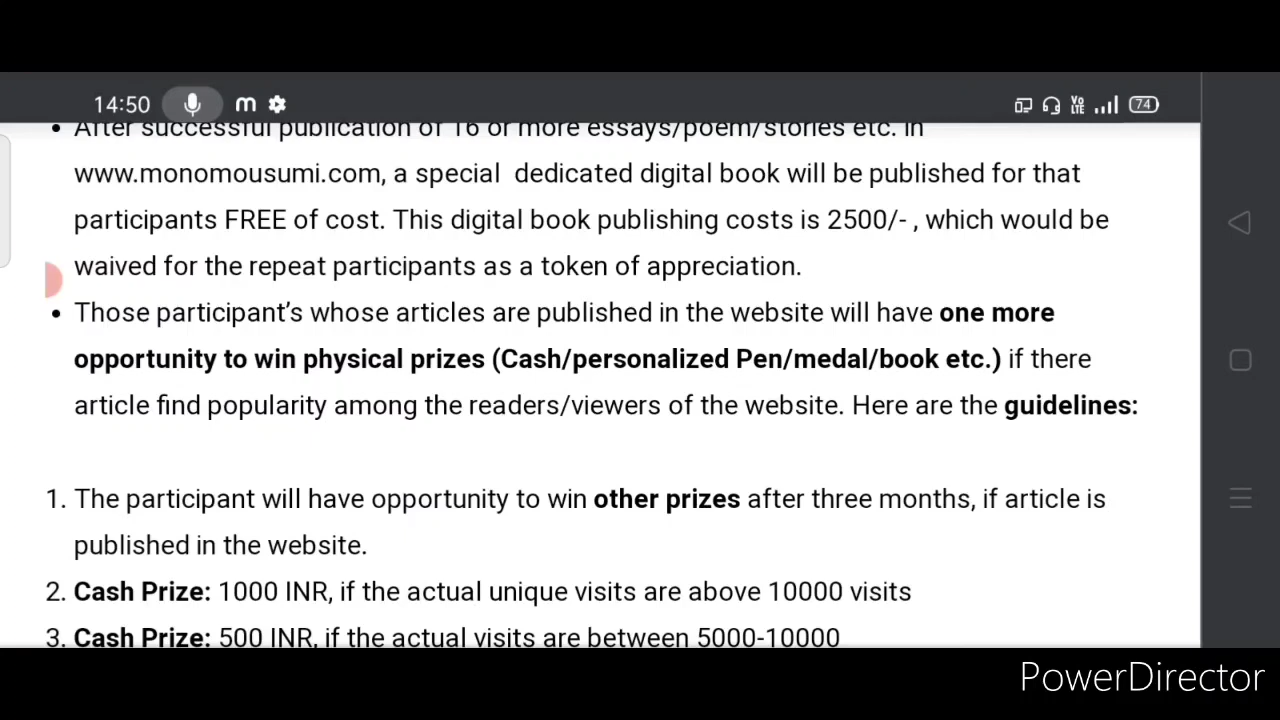 14:50 m Vo LTE 74
• After successful publication of 16 or more essays/poem/stories etc. in
www.monomousumi.com, a special dedicated digital book will be published for that
participants FREE of cost. This digital book publishing costs is 2500/- , which would be
waived for the repeat participants as a token of appreciation.
• Those participant’s whose articles are published in the website will have one more
opportunity to win physical prizes (Cash/personalized Pen/medal/book etc.) if there
article find popularity among the readers/viewers of the website. Here are the guidelines:
1. The participant will have opportunity to win other prizes after three months, if article is
published in the website.
2. Cash Prize: 1000 INR, if the actual unique visits are above 10000 visits
3. Cash Prize: 500 INR, if the actual visits are between 5000-10000
PowerDirector